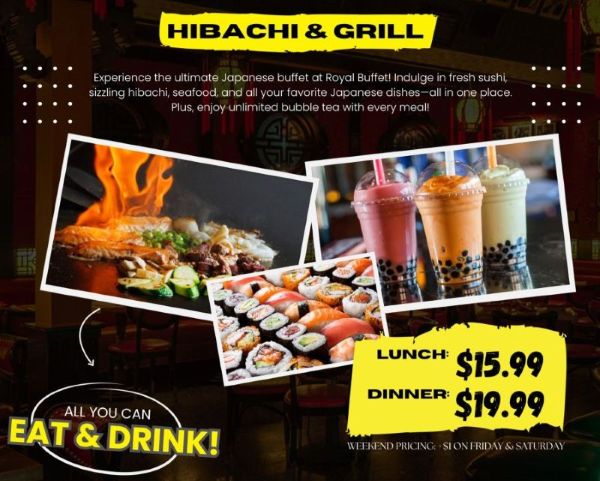 HIBACHI & GRILL
Experience the ultimate Japanese buffet at Royal Buffet! Indulge in fresh sushi,
sizzling hibachi, seafood, and all your favorite Japanese dishes—all in one place.
Plus, enjoy unlimited bubble tea with every meal!
LUNCH: $15.99
DINNER: $19.99
WEEKEND PRICING: +$1 ON FRIDAY & SATURDAY
ALL YOU CAN
EAT & DRINK!